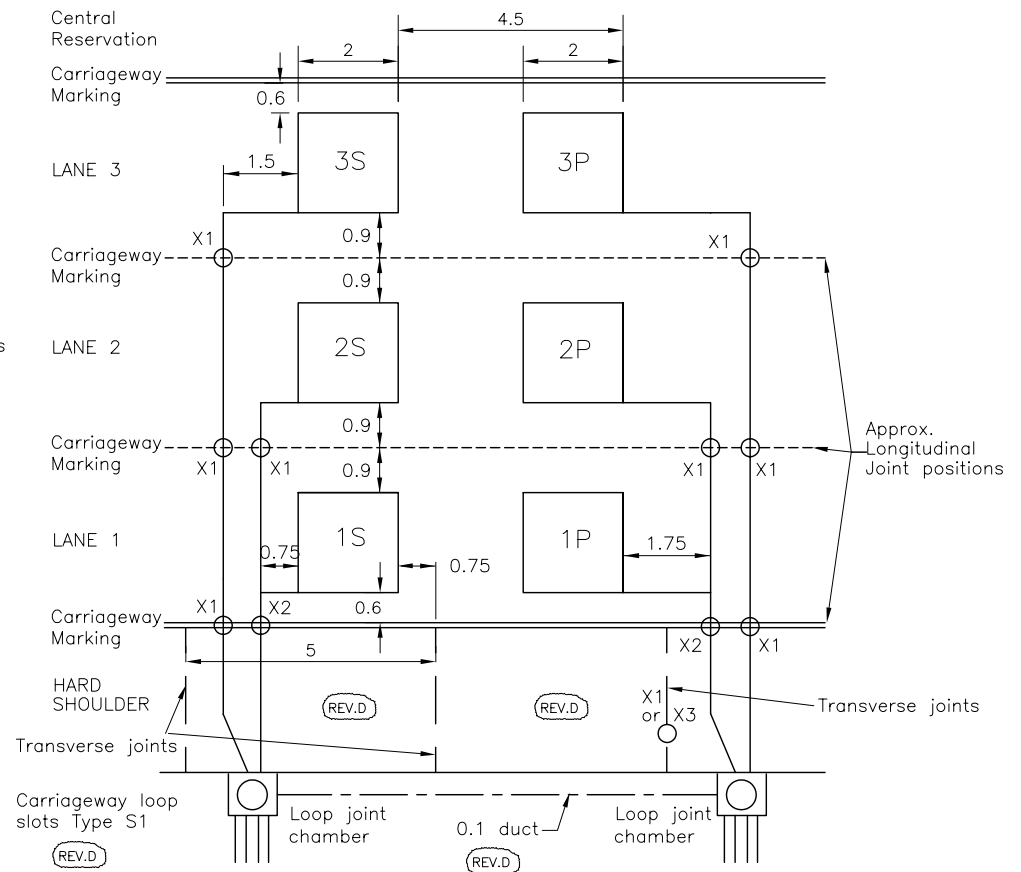 Central
Reservation
4.5
2
2
Carriageway
Marking
0.6
LANE 3
1.5
3S
3P
X1
0.9
X1
Carriageway
Marking
0.9
s
LANE 2
2S
2P
Carriageway
Marking
0.9
X1
X1
X1
X1
0.9
Approx.
Longitudinal
Joint positions
LANE 1
1S
1P
0.75
0.75
1.75
Carriageway
Marking
X1
X2
0.6
X2
X1
5
HARD
SHOULDER
REV.D
REV.D
X1
or X3
Transverse joints
Transverse joints
Carriageway loop
slots Type S1
Loop joint
chamber
0.1 duct
Loop joint
chamber
REV.D
REV.D